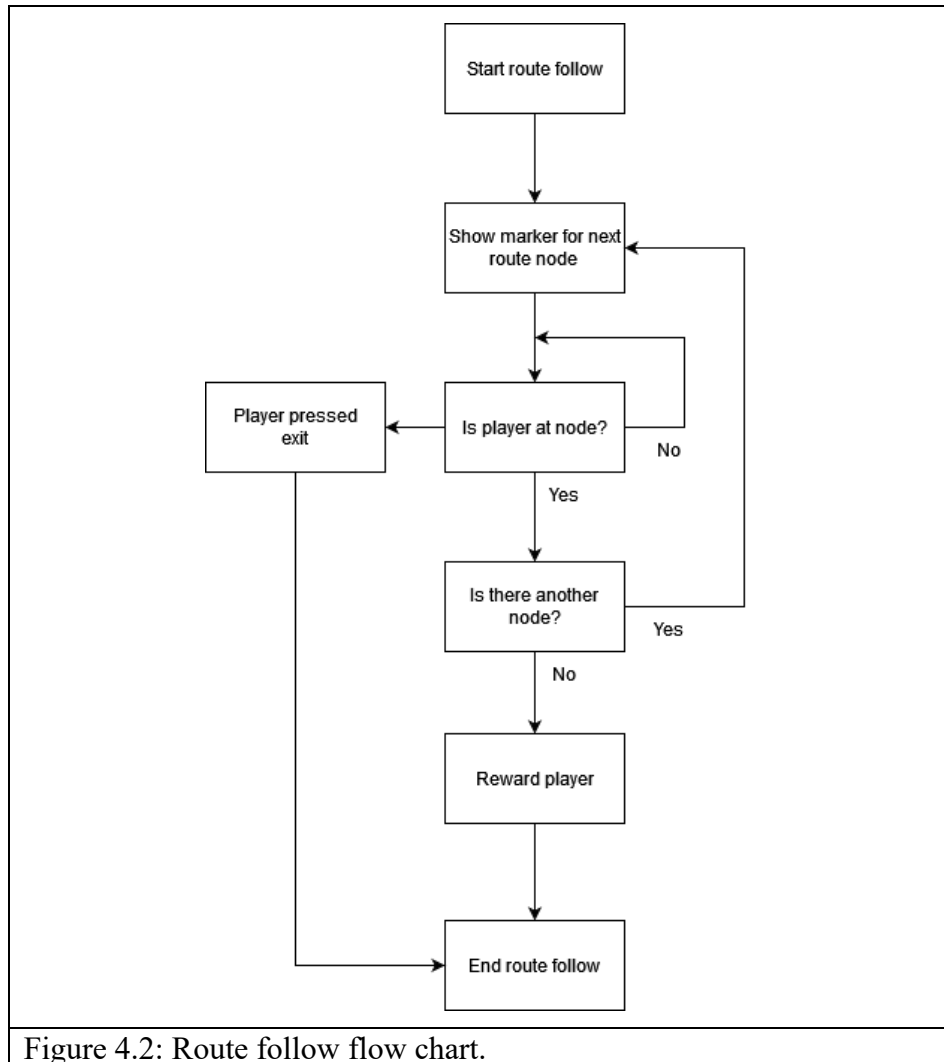 Start route follow
Show marker for next
route node
Player pressed
exit
Is player at node?
No
Yes
Is there another
node?
Yes
No
Reward player
End route follow
Figure 4.2: Route follow flow chart.